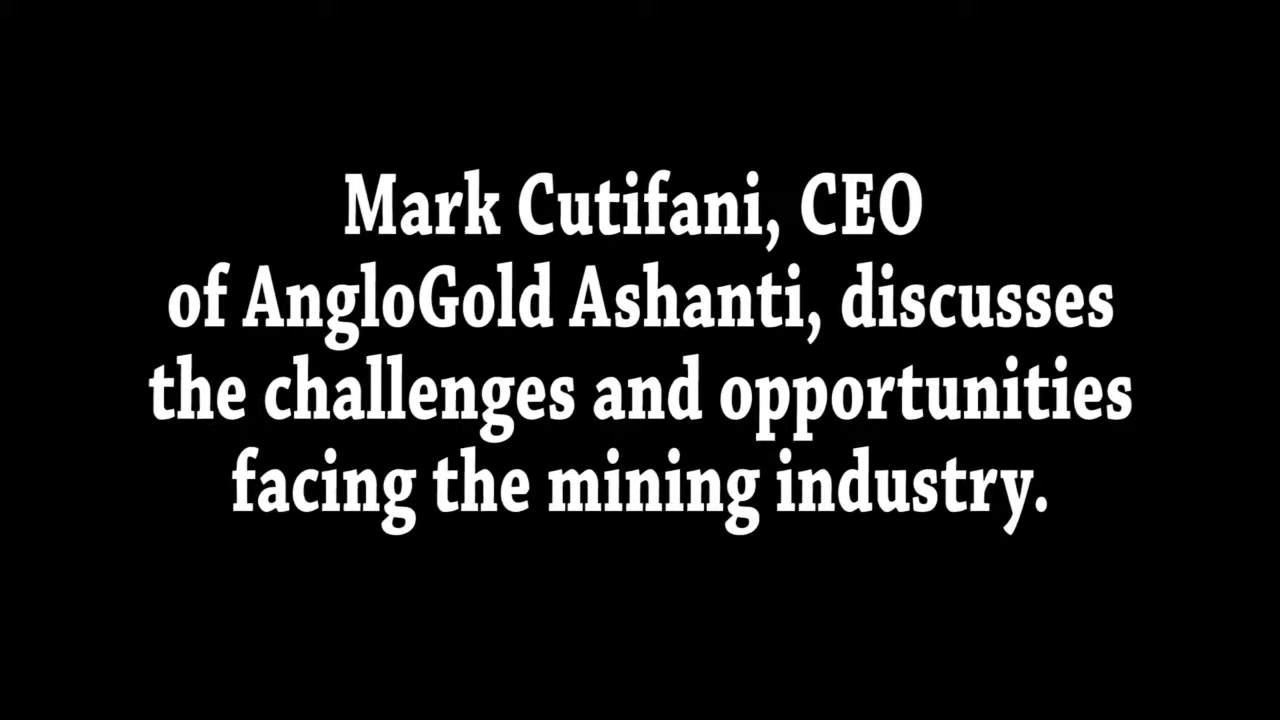 Mark Cutifani, CEO
of AngloGold Ashanti, discusses
the challenges and opportunities
facing the mining industry.